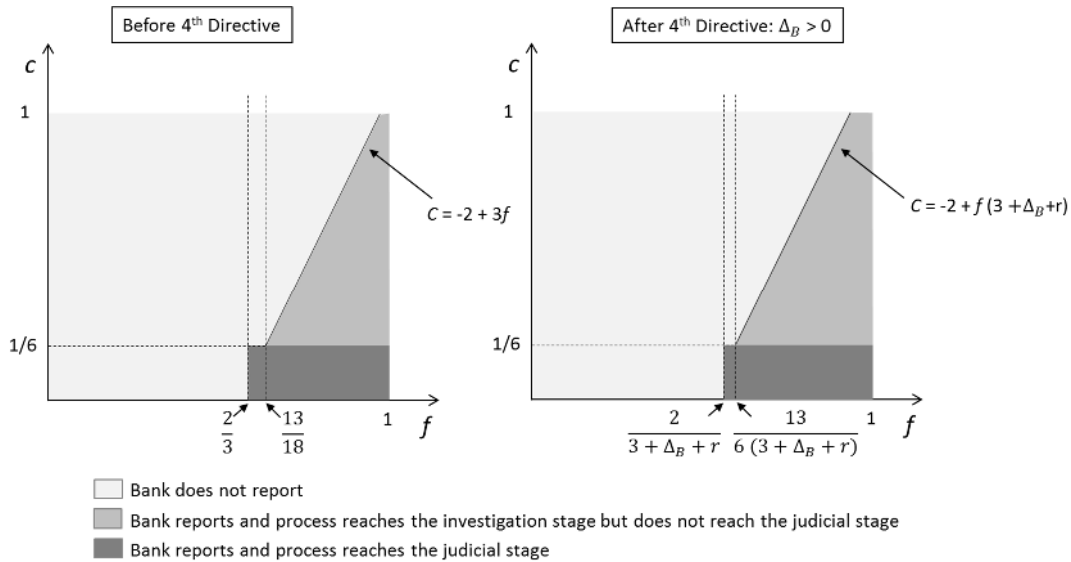 Before 4th Directive
After 4th Directive: Δ_B > 0
c
c
1
1
C = -2 + 3f
C = -2 + f (3 + Δ_B + r)
1/6
1/6
2/3
13/18
1
f
2/(3 + Δ_B + r)
13/(6 (3 + Δ_B + r))
1
f
Bank does not report
Bank reports and process reaches the investigation stage but does not reach the judicial stage
Bank reports and process reaches the judicial stage